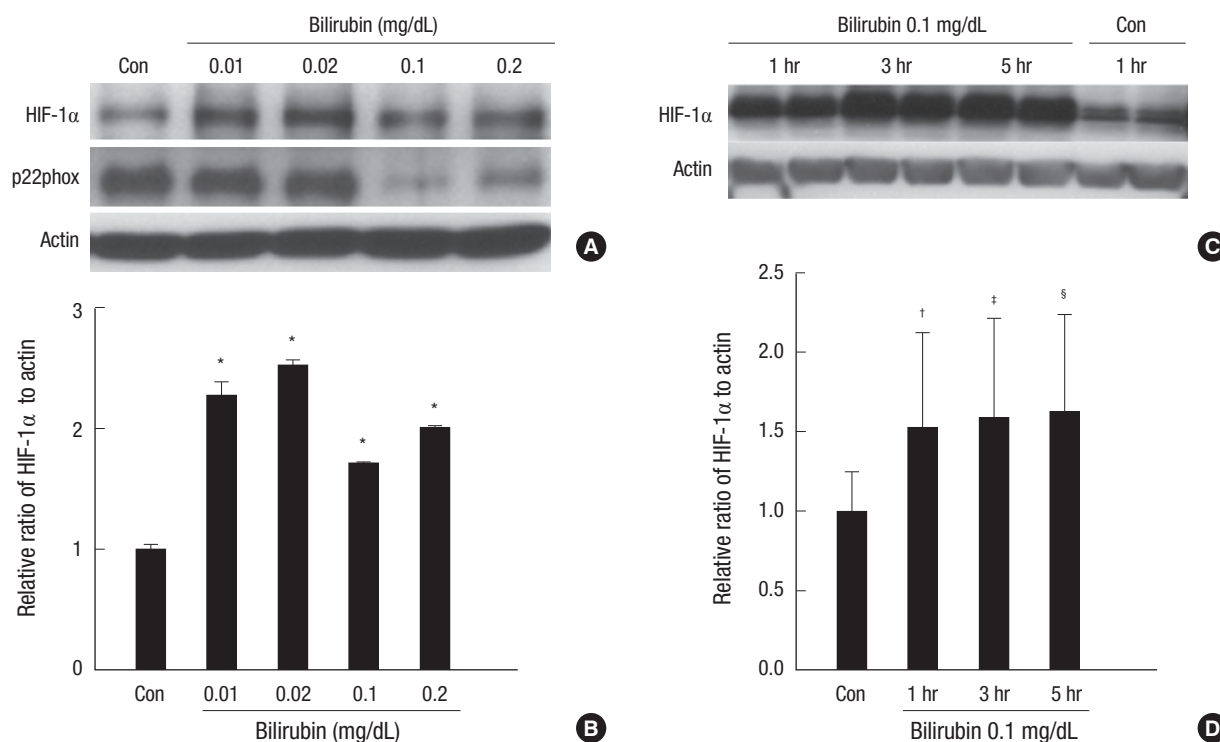 Bilirubin (mg/dL)
Con 0.01 0.02 0.1 0.2
HIF-1α
p22phox
Actin
A
Bilirubin 0.1 mg/dL Con
1 hr 3 hr 5 hr 1 hr
HIF-1α
Actin
C
Relative ratio of HIF-1α to actin
3
2
1
0
* * * *
Con 0.01 0.02 0.1 0.2
Bilirubin (mg/dL)
B
Relative ratio of HIF-1α to actin
2.5
2.0
1.5
1.0
0.5
0.0
† ‡ §
Con 1 hr 3 hr 5 hr
Bilirubin 0.1 mg/dL
D